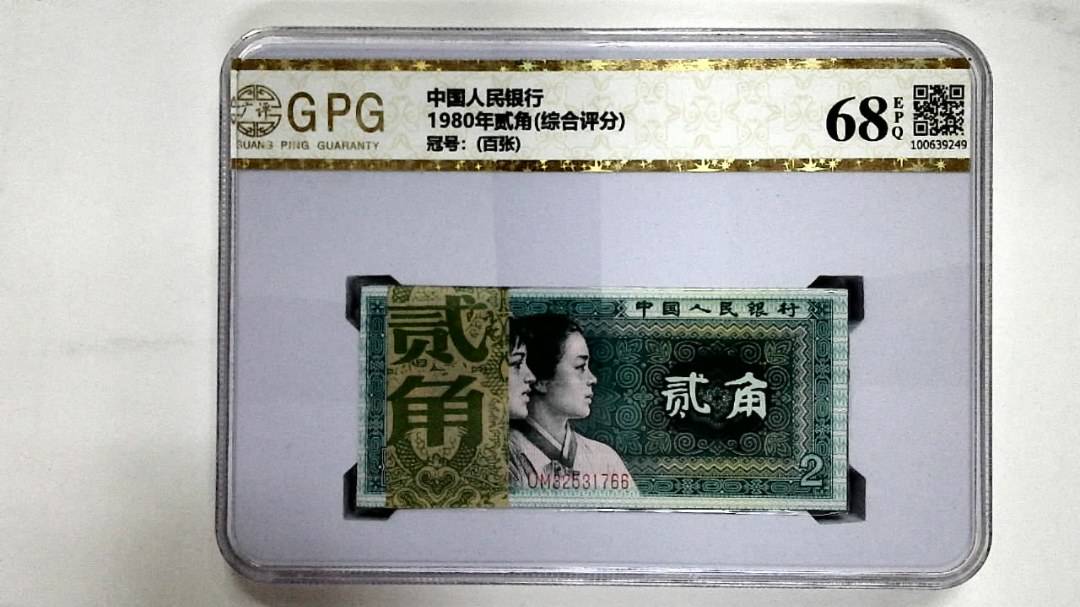 广评
GPG
GUANG PING GUARANTY
中国人民银行
1980年贰角(综合评分)
冠号：(百张)
68
EPQ
100639249
贰角
中国人民银行
贰角
UM32531766
2